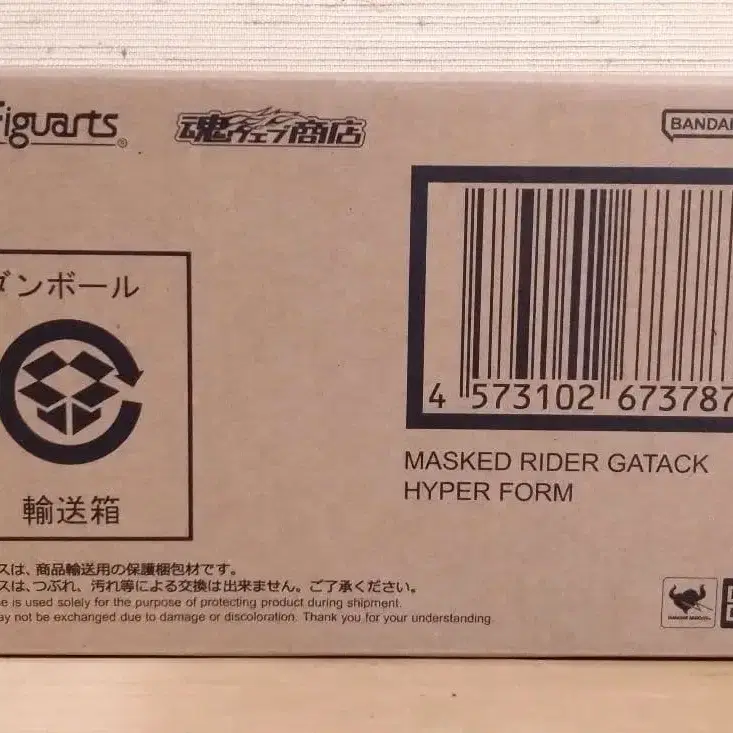 Figuarts
魂ウェブ商店
BANDAI
ダンボール
輸送箱
4 573102 673787
MASKED RIDER GATACK
HYPER FORM
スは、商品輸送用の保護梱包材です。
スは、つぶれ、汚れ等による交換は出来ません。ご了承ください。
se is used solely for the purpose of protecting product during shipment.
ay not be exchanged due to damage or discoloration. Thank you for your understanding.